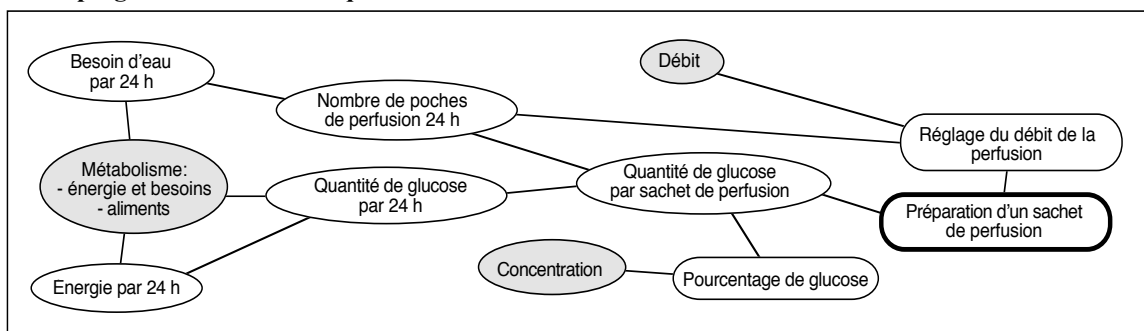 Besoin d'eau
par 24 h
Débit
Nombre de poches
de perfusion 24 h
Réglage du débit de la
perfusion
Métabolisme:
- énergie et besoins
- aliments
Quantité de glucose
par 24 h
Quantité de glucose
par sachet de perfusion
Préparation d'un sachet
de perfusion
Concentration
Pourcentage de glucose
Energie par 24 h